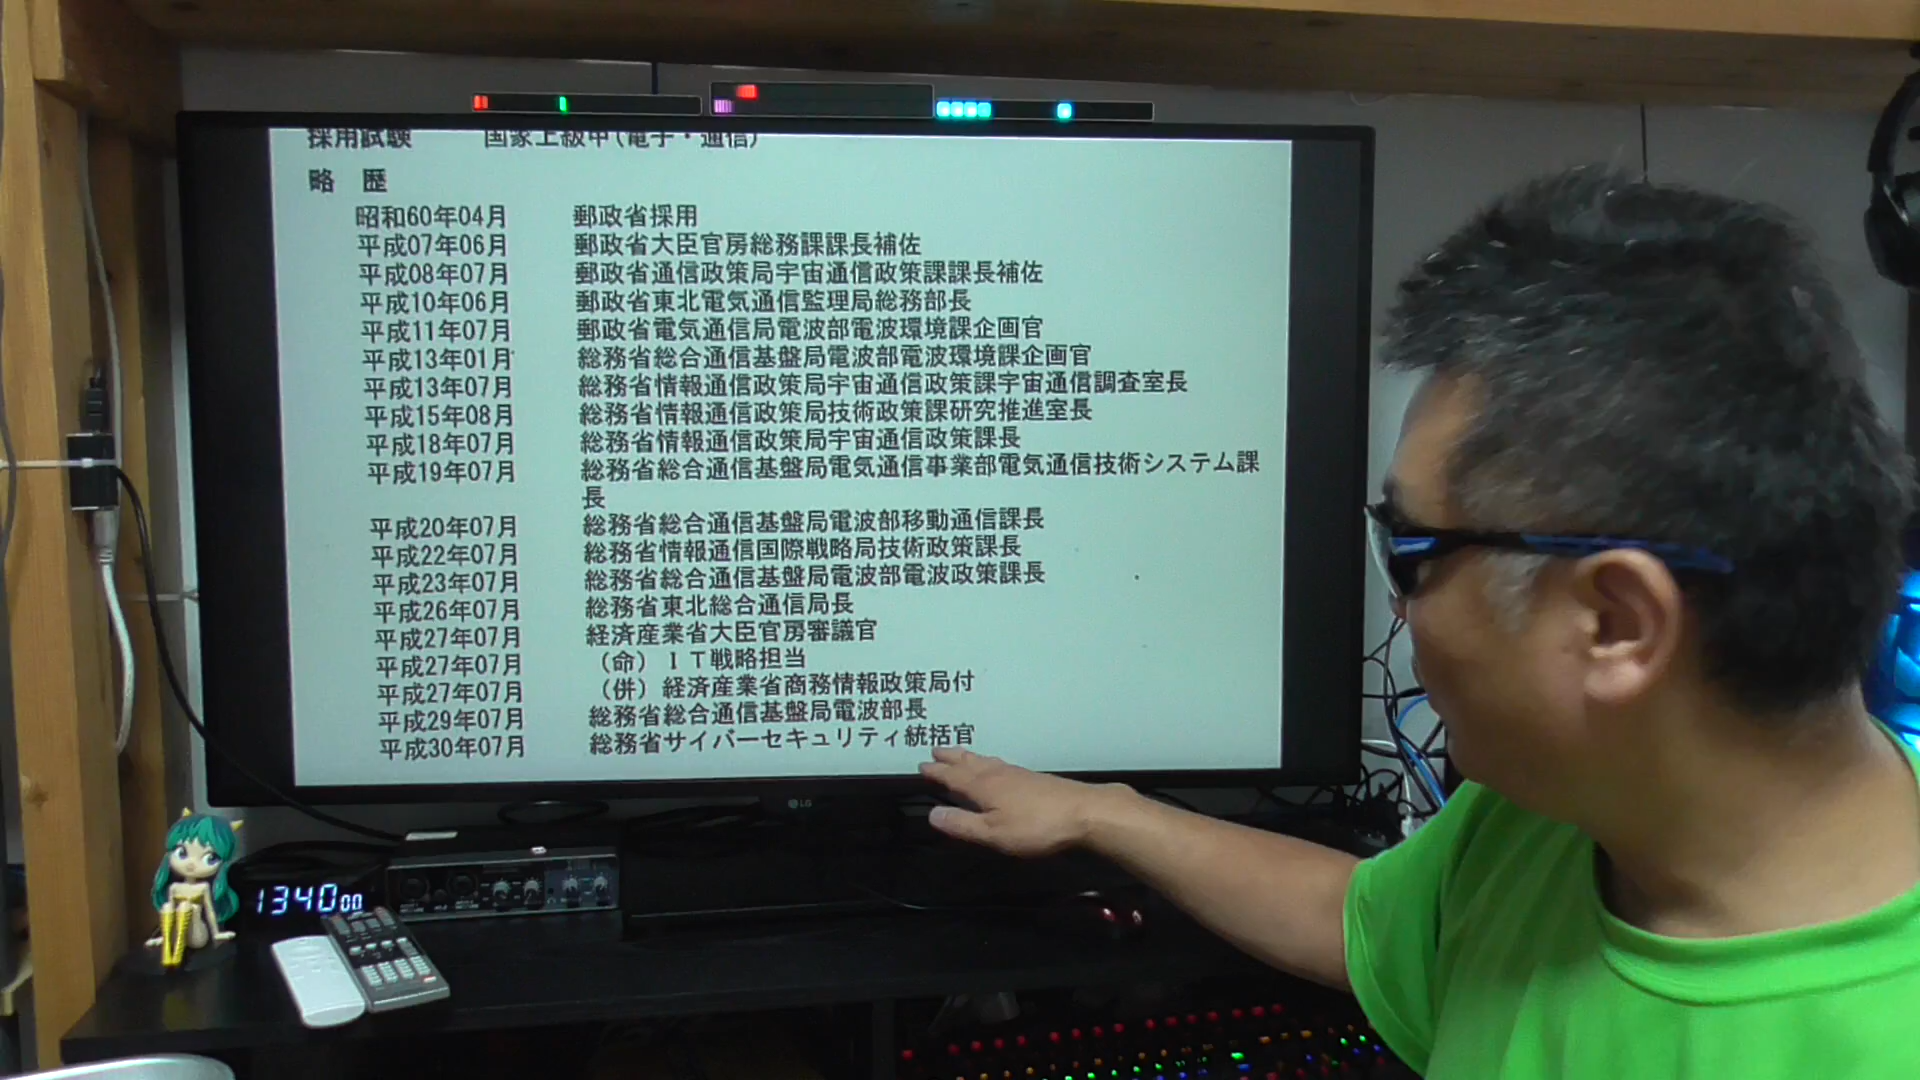 採用試験 国家上級甲(電子・通信)
略 歴
昭和60年04月 郵政省採用
平成07年06月 郵政省大臣官房総務課課長補佐
平成08年07月 郵政省通信政策局宇宙通信政策課課長補佐
平成10年06月 郵政省東北電気通信監理局総務部長
平成11年07月 郵政省電気通信局電波部電波環境課企画官
平成13年01月 総務省総合通信基盤局電波部電波環境課企画官
平成13年07月 総務省情報通信政策局宇宙通信政策課宇宙通信調査室長
平成15年08月 総務省情報通信政策局技術政策課研究推進室長
平成18年07月 総務省情報通信政策局宇宙通信政策課長
平成19年07月 総務省総合通信基盤局電気通信事業部電気通信技術システム課
長
平成20年07月 総務省総合通信基盤局電波部移動通信課長
平成22年07月 総務省情報通信国際戦略局技術政策課長
平成23年07月 総務省総合通信基盤局電波部電波政策課長
平成26年07月 総務省東北総合通信局長
平成27年07月 経済産業省大臣官房審議官
平成27年07月 (命)IT戦略担当
平成27年07月 (併)経済産業省商務情報政策局付
平成29年07月 総務省総合通信基盤局電波部長
平成30年07月 総務省サイバーセキュリティ統括官
LG
134000